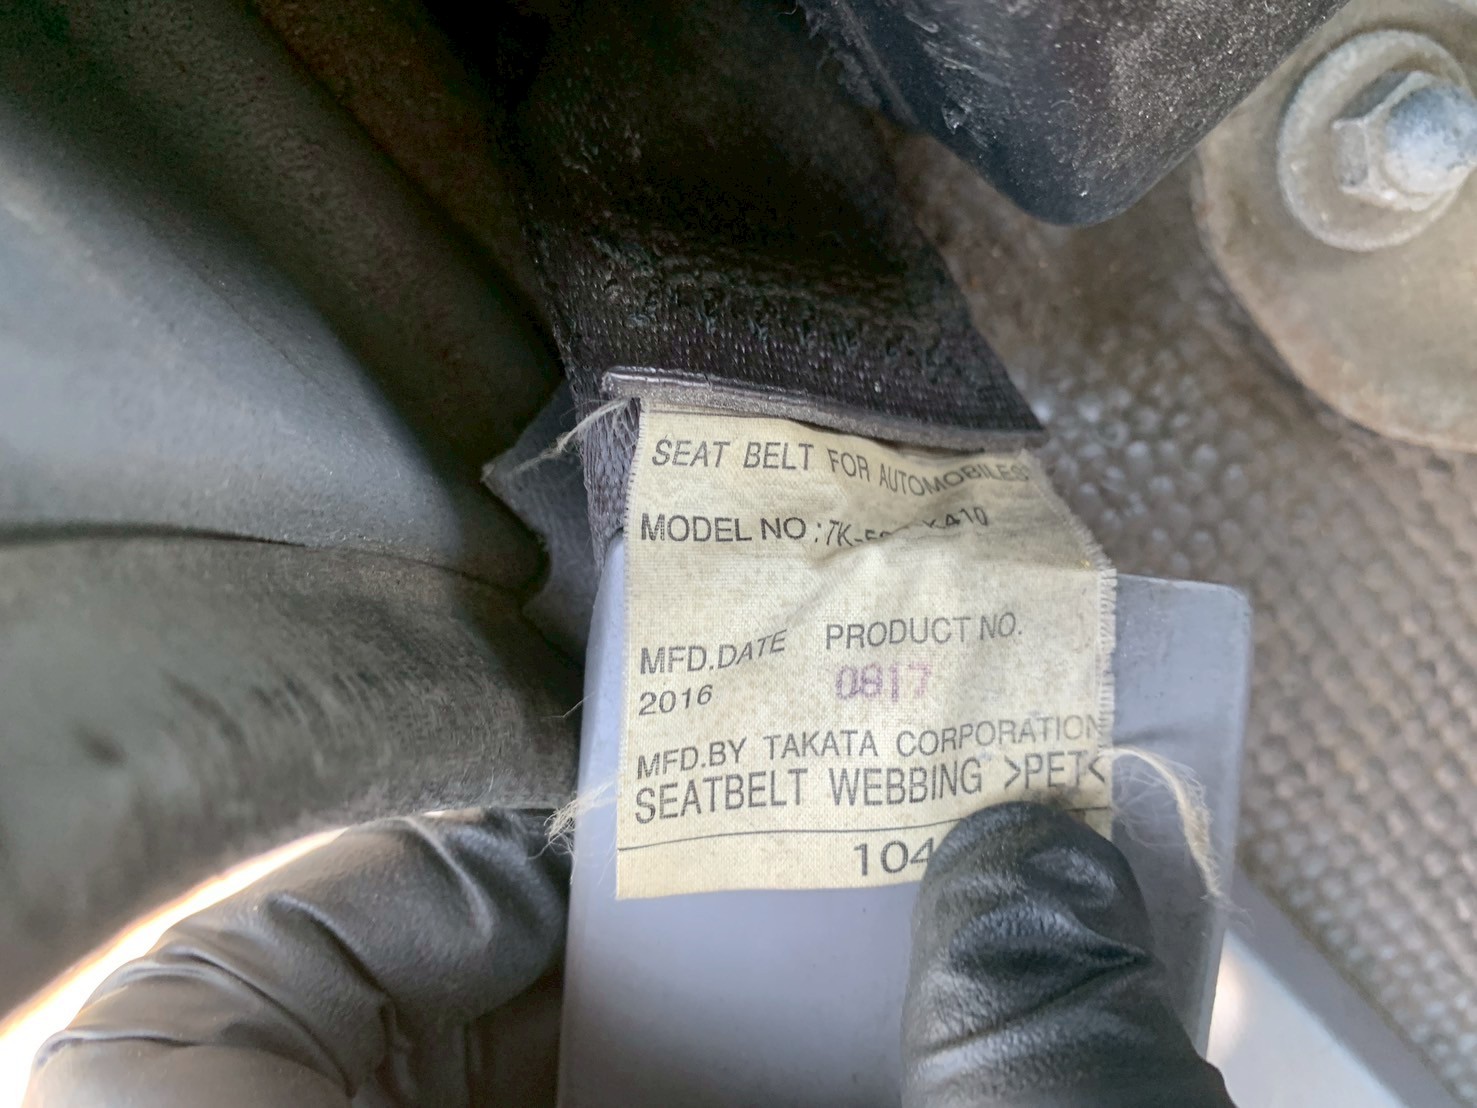 SEAT BELT FOR AUTOMOBILES
MODEL NO :
MFD.DATE PRODUCT NO.
2016 0817
MFD.BY TAKATA CORPORATION
SEATBELT WEBBING >PET<
104